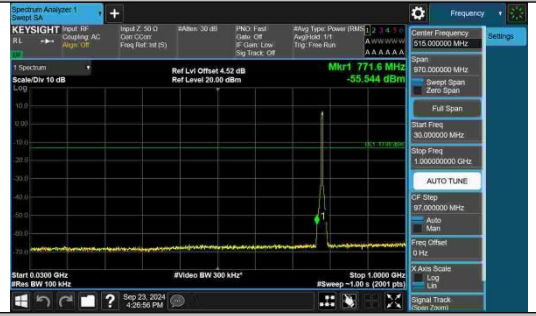 Spectrum Analyzer 1
Swept SA
Frequency
KEYSIGHT
RL
Input: RF
Coupling: AC
Align: Off
Input Z: 50 Ω
Corr CCorr
Freq Ref: Int (S)
#Atten: 30 dB
PNO: Fast
Gate: Off
IF Gain: Low
Sig Track: Off
#Avg Type: Power (RMS)
Avg|Hold: 1/1
Trig: Free Run
1 2 3 4 5 6
A W W W W W
A A A A A A
1 Spectrum
Scale/Div 10 dB
Log
Ref Lvl Offset 4.52 dB
Ref Level 20.00 dBm
Mkr1 771.6 MHz
-55.544 dBm
10.0
0.00
-10.0
-20.0
-30.0
-40.0
-50.0
-60.0
-70.0
1
Start 0.0300 GHz
#Res BW 100 kHz
#Video BW 300 kHz*
Stop 1.0000 GHz
#Sweep ~1.00 s (2001 pts)
Sep 23, 2024
4:26:56 PM
Center Frequency
515.000000 MHz
Settings
Span
970.000000 MHz
Swept Span
Zero Span
Full Span
Start Freq
30.000000 MHz
Stop Freq
1.000000000 GHz
AUTO TUNE
CF Step
97.000000 MHz
Auto
Man
Freq Offset
0 Hz
X Axis Scale
Log
Lin
Signal Track
(Span Zoom)